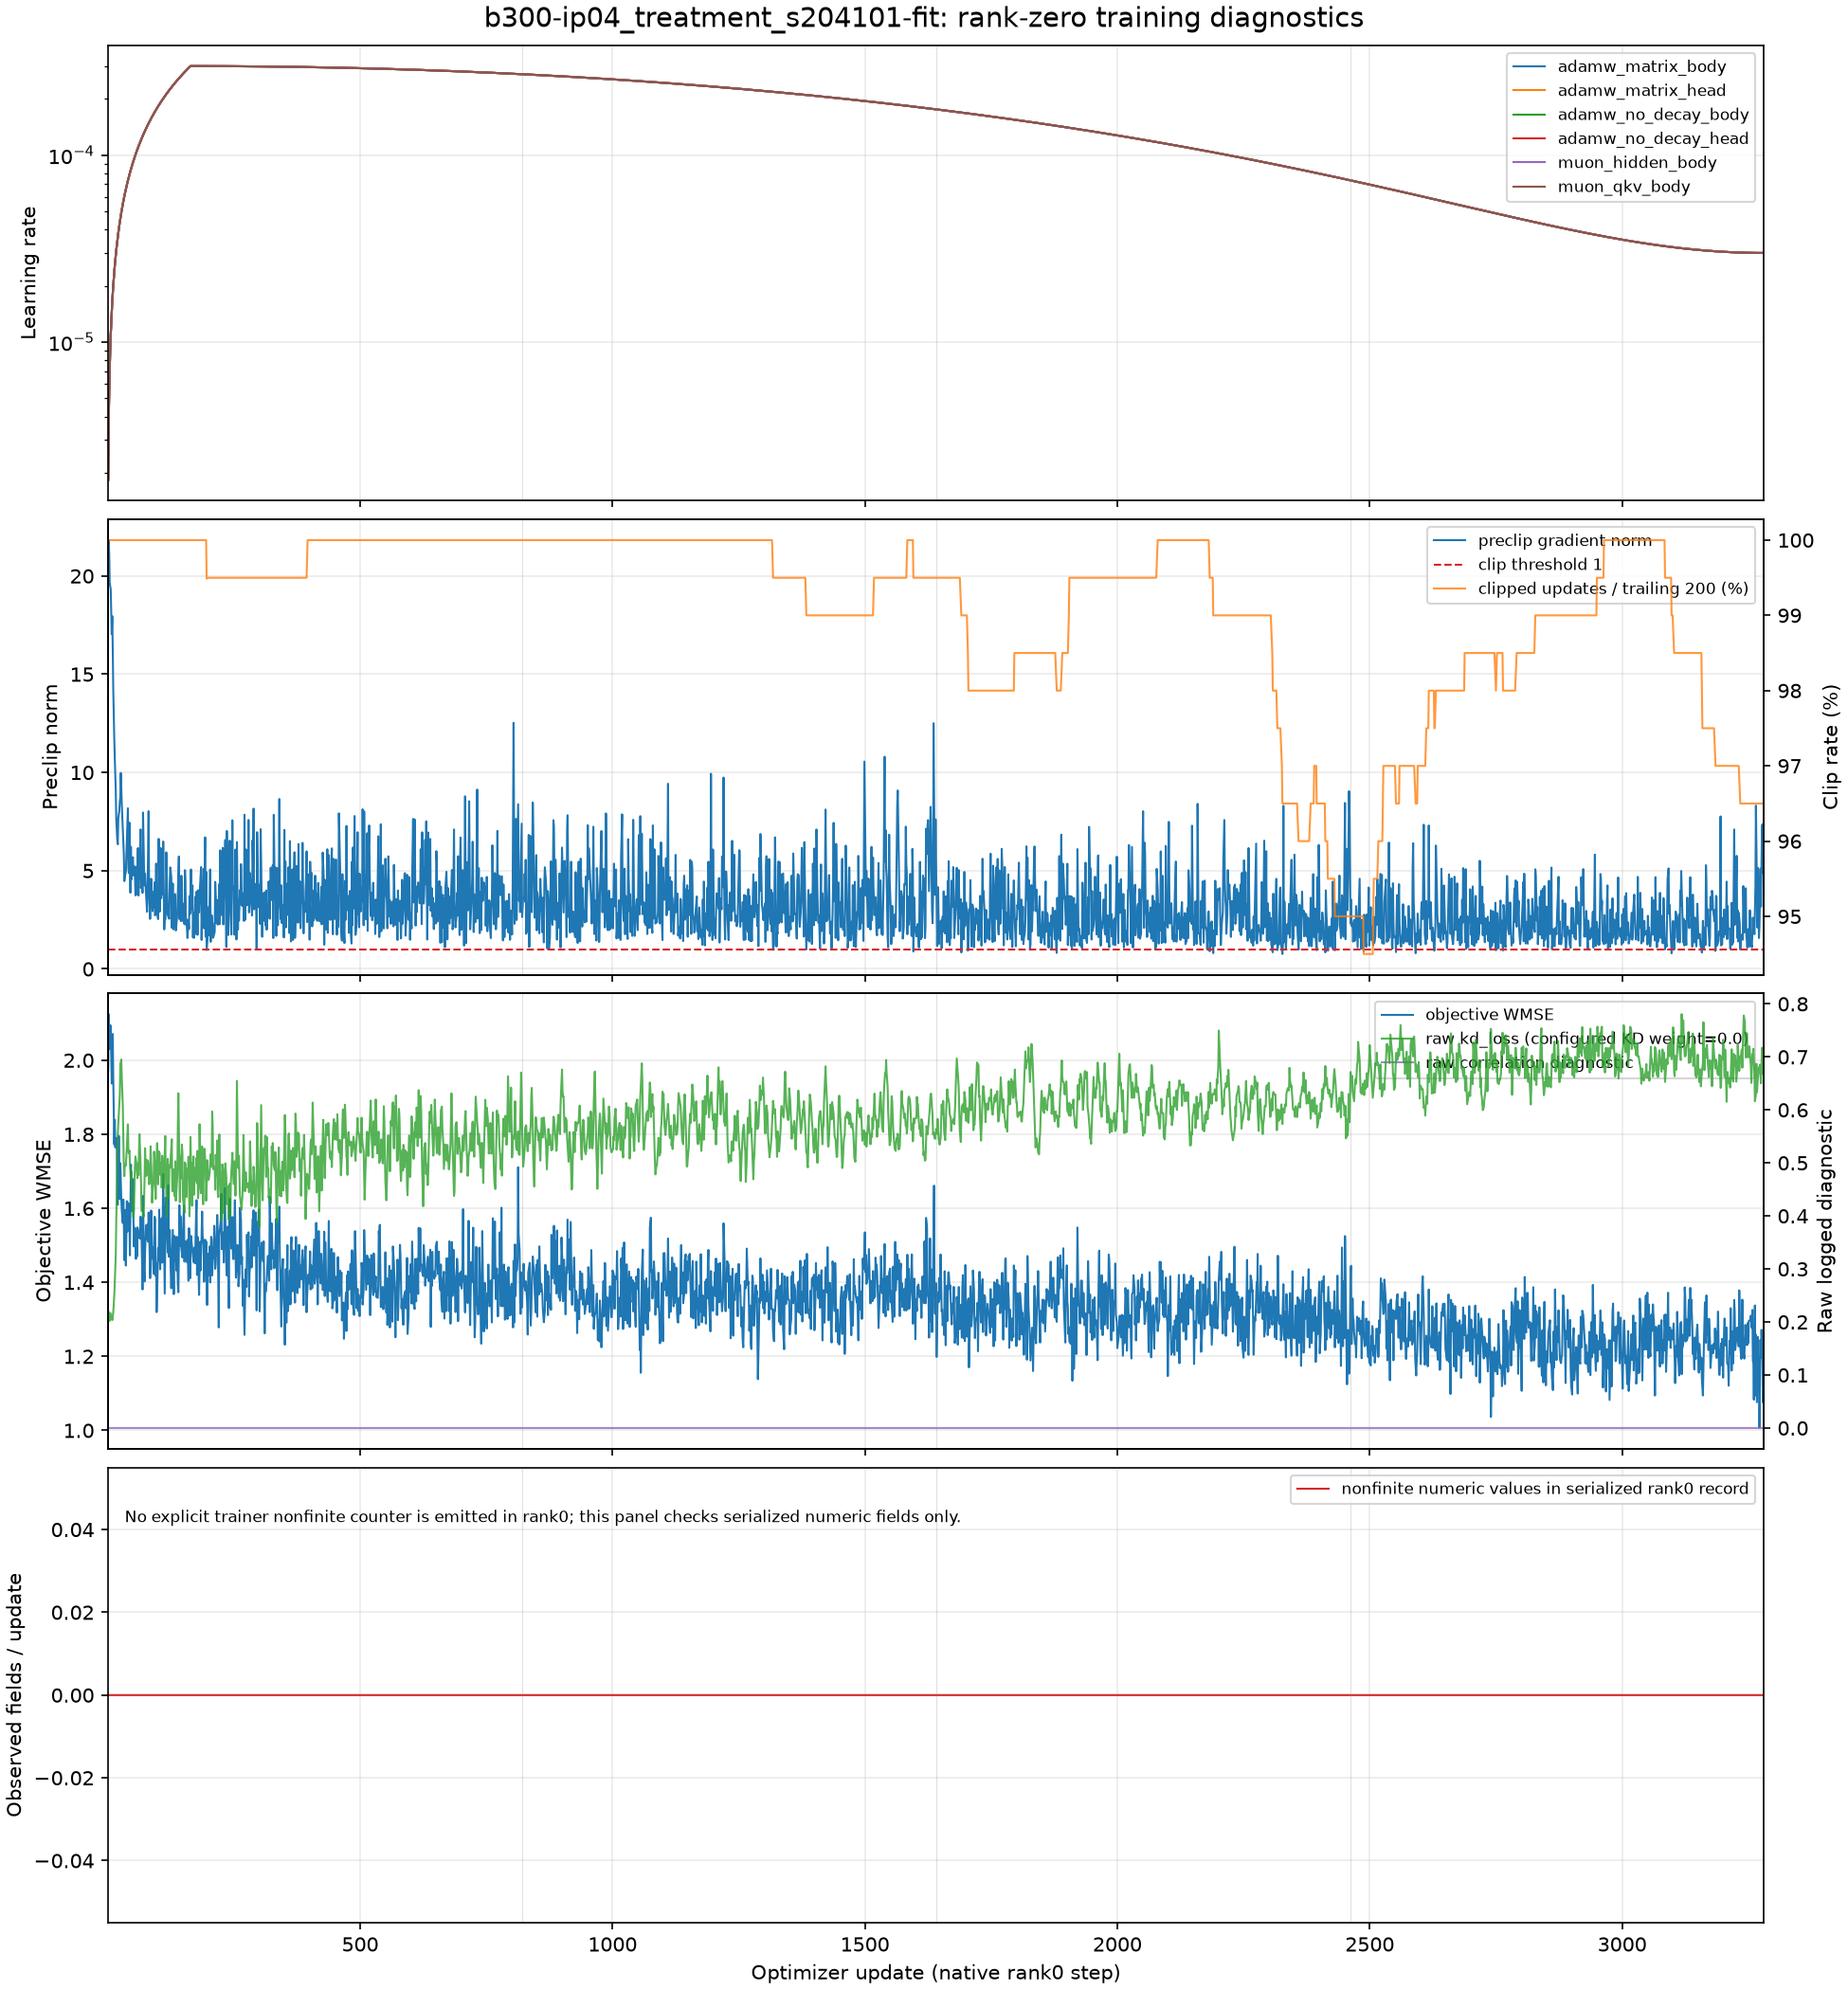 b300-ip04_treatment_s204101-fit: rank-zero training diagnostics
Learning rate
10⁻⁴
10⁻⁵
adamw_matrix_body
adamw_matrix_head
adamw_no_decay_body
adamw_no_decay_head
muon_hidden_body
muon_qkv_body
Preclip norm
20
15
10
5
0
preclip gradient norm
clip threshold 1
clipped updates / trailing 200 (%)
100
99
98
97
96
95
Clip rate (%)
Objective WMSE
2.0
1.8
1.6
1.4
1.2
1.0
objective WMSE
raw kd_loss (configured KD weight=0.0)
raw correlation diagnostic
0.8
0.7
0.6
0.5
0.4
0.3
0.2
0.1
0.0
Raw logged diagnostic
Observed fields / update
0.04
0.02
0.00
−0.02
−0.04
nonfinite numeric values in serialized rank0 record
No explicit trainer nonfinite counter is emitted in rank0; this panel checks serialized numeric fields only.
500
1000
1500
2000
2500
3000
Optimizer update (native rank0 step)